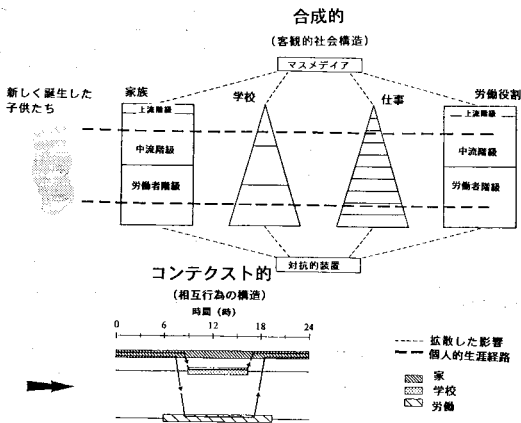 合成的
(客観的社会構造)
マスメデイア
新しく誕生した
子供たち
家族
学校
仕事
労働役割
上流階級
上流階級
中流階級
中流階級
労働者階級
労働者階級
対抗的装置
コンテクスト的
(相互行為の構造)
時間(時)
0 6 12 18 24
拡散した影響
個人的生涯経路
家
学校
労働